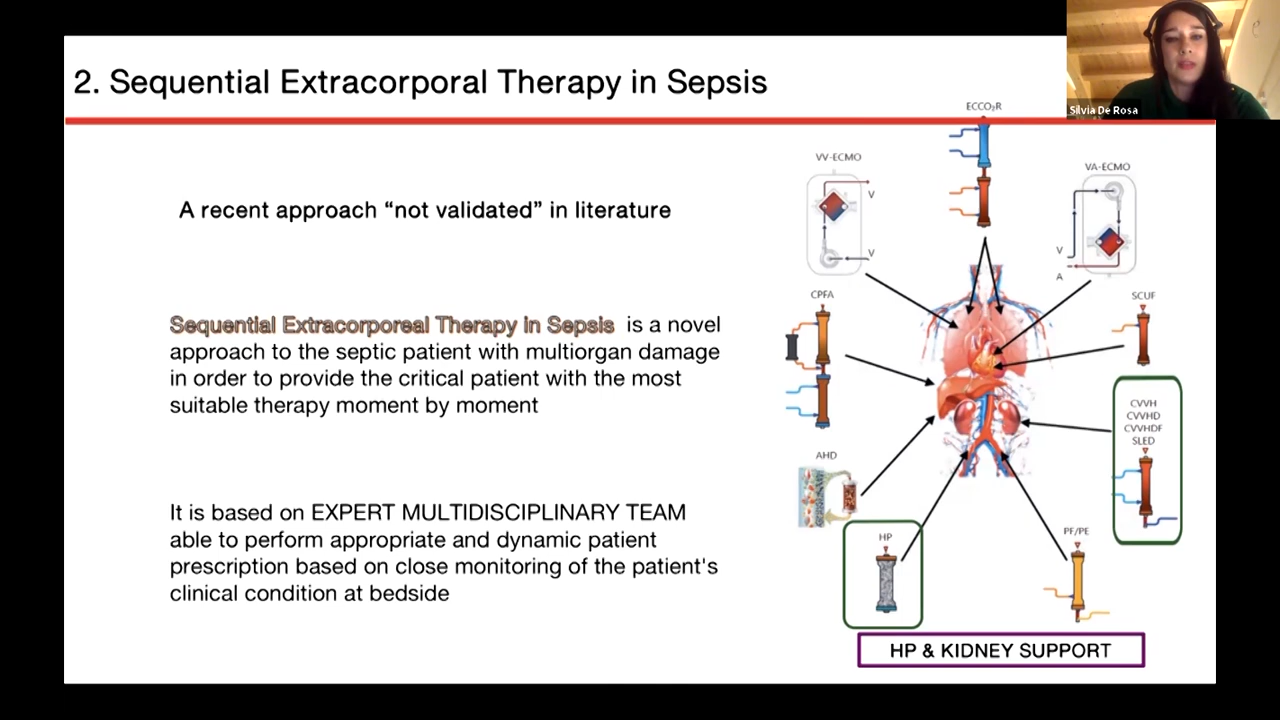 2. Sequential Extracorporal Therapy in Sepsis
Silvia De Rosa
A recent approach “not validated” in literature
Sequential Extracorporeal Therapy in Sepsis is a novel
approach to the septic patient with multiorgan damage
in order to provide the critical patient with the most
suitable therapy moment by moment
It is based on EXPERT MULTIDISCIPLINARY TEAM
able to perform appropriate and dynamic patient
prescription based on close monitoring of the patient's
clinical condition at bedside
ECCO₂R
VV-ECMO
V
V
VA-ECMO
V
A
CPFA
SCUF
CVVH
CVVHD
CVVHDF
SLED
AHD
HP
PF/PE
HP & KIDNEY SUPPORT